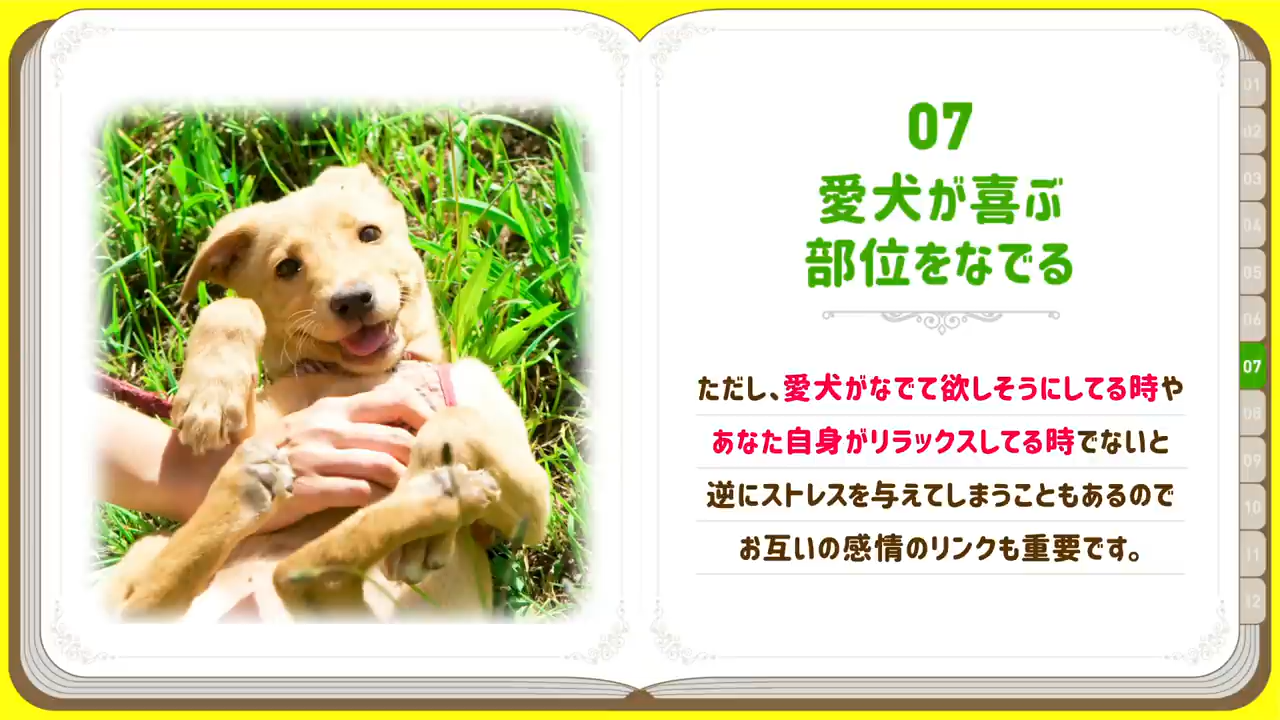 07
愛犬が喜ぶ
部位をなでる
ただし、愛犬がなでて欲しそうにしてる時や
あなた自身がリラックスしてる時でないと
逆にストレスを与えてしまうこともあるので
お互いの感情のリンクも重要です。
01
02
03
04
05
06
07
08
09
10
11
12